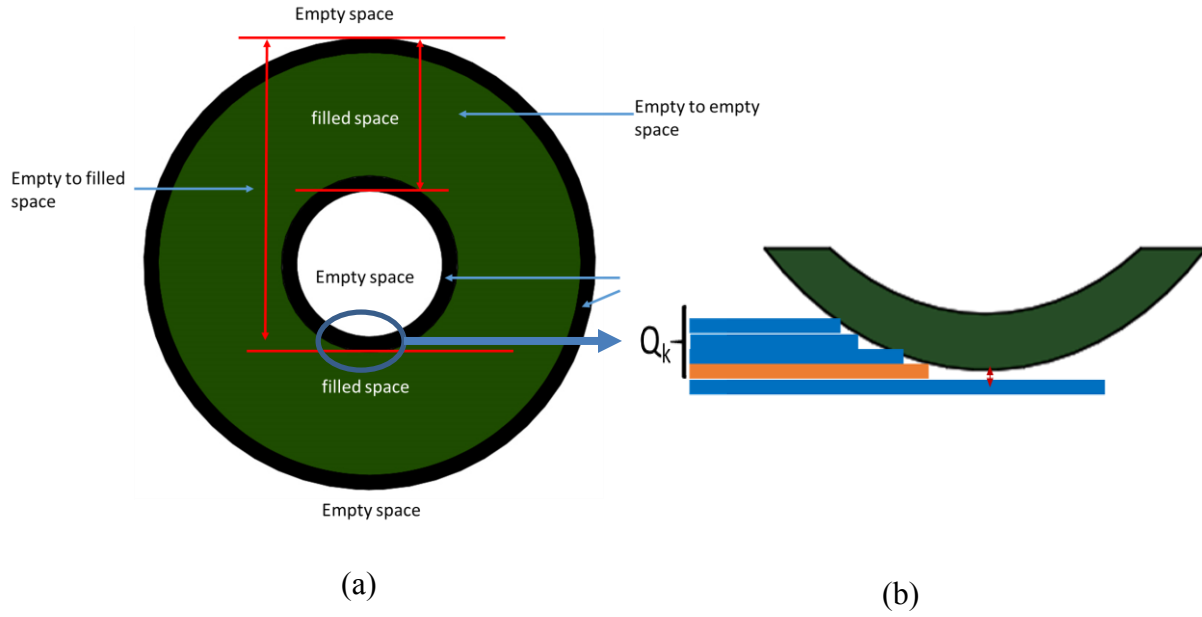 Empty space
filled space
Empty to empty
space
Empty to filled
space
Empty space
filled space
Empty space
Qk
(a)
(b)